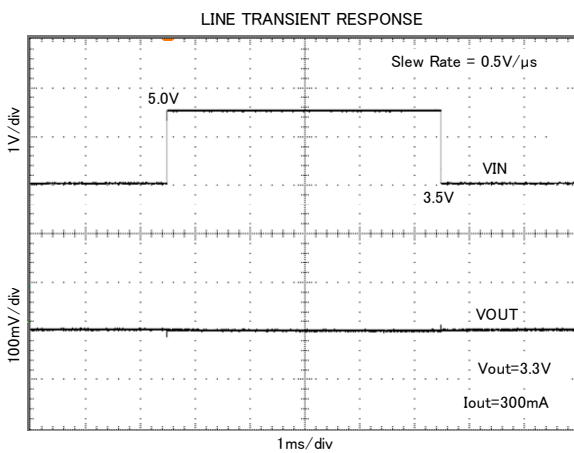 LINE TRANSIENT RESPONSE
Slew Rate = 0.5V/μs
5.0V
1V/div
VIN
3.5V
VOUT
100mV/div
Vout=3.3V
Iout=300mA
1ms/div